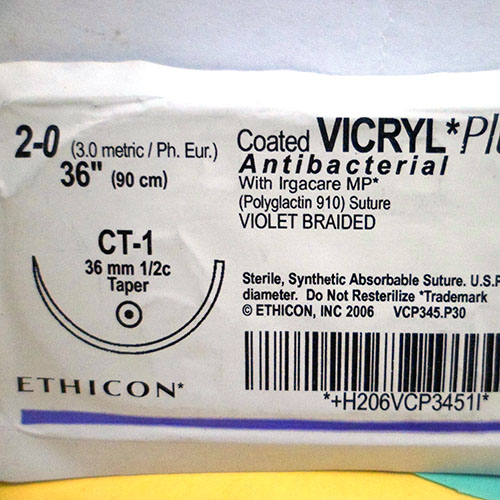 2-0 (3.0 metric / Ph. Eur.)
36" (90 cm)
CT-1
36 mm 1/2c
Taper
ETHICON*
Coated VICRYL* Plu
Antibacterial
With Irgacare MP*
(Polyglactin 910) Suture
VIOLET BRAIDED
Sterile, Synthetic Absorbable Suture. U.S.P
diameter. Do Not Resterilize *Trademark
© ETHICON, INC 2006 VCP345.P30
*+H206VCP3451I*